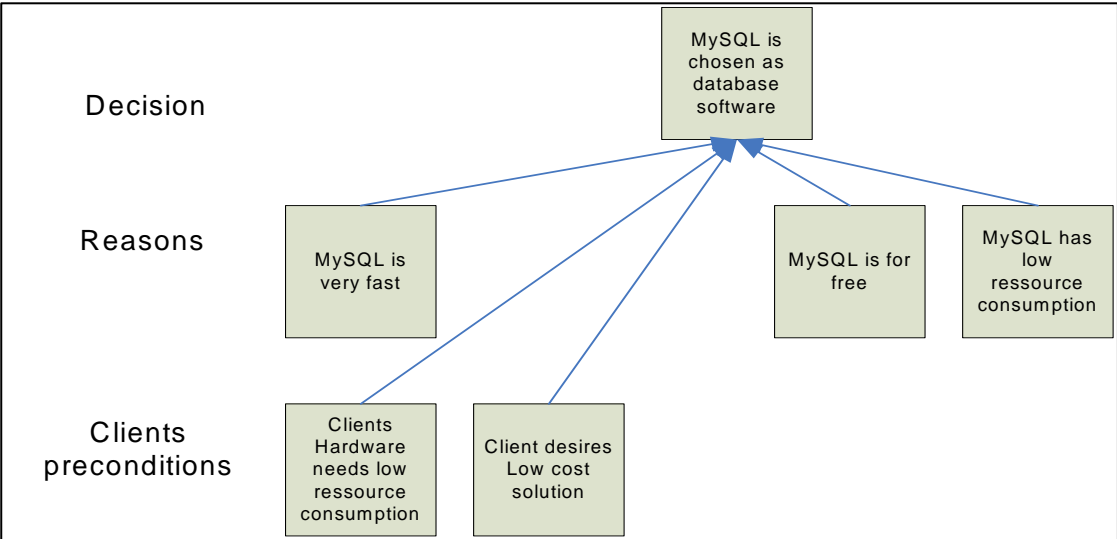 MySQL is
chosen as
database
software
Decision
Reasons
MySQL is
very fast
MySQL is for
free
MySQL has
low
ressource
consumption
Clients
preconditions
Clients
Hardware
needs low
ressource
consumption
Client desires
Low cost
solution